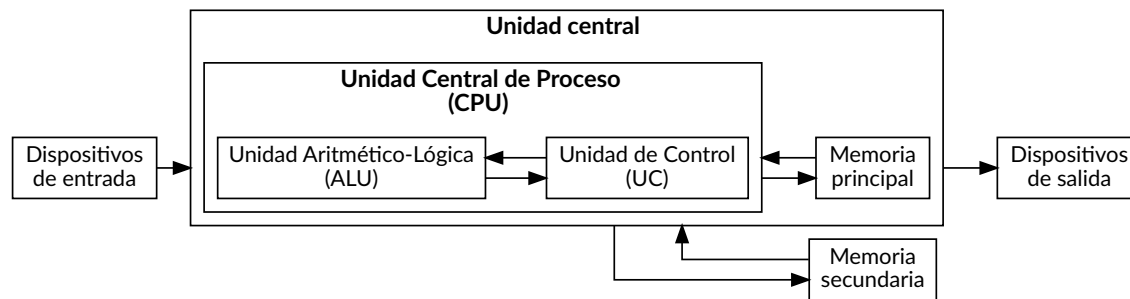 Unidad central
Unidad Central de Proceso
(CPU)
Dispositivos
de entrada
Unidad Aritmético-Lógica
(ALU)
Unidad de Control
(UC)
Memoria
principal
Dispositivos
de salida
Memoria
secundaria